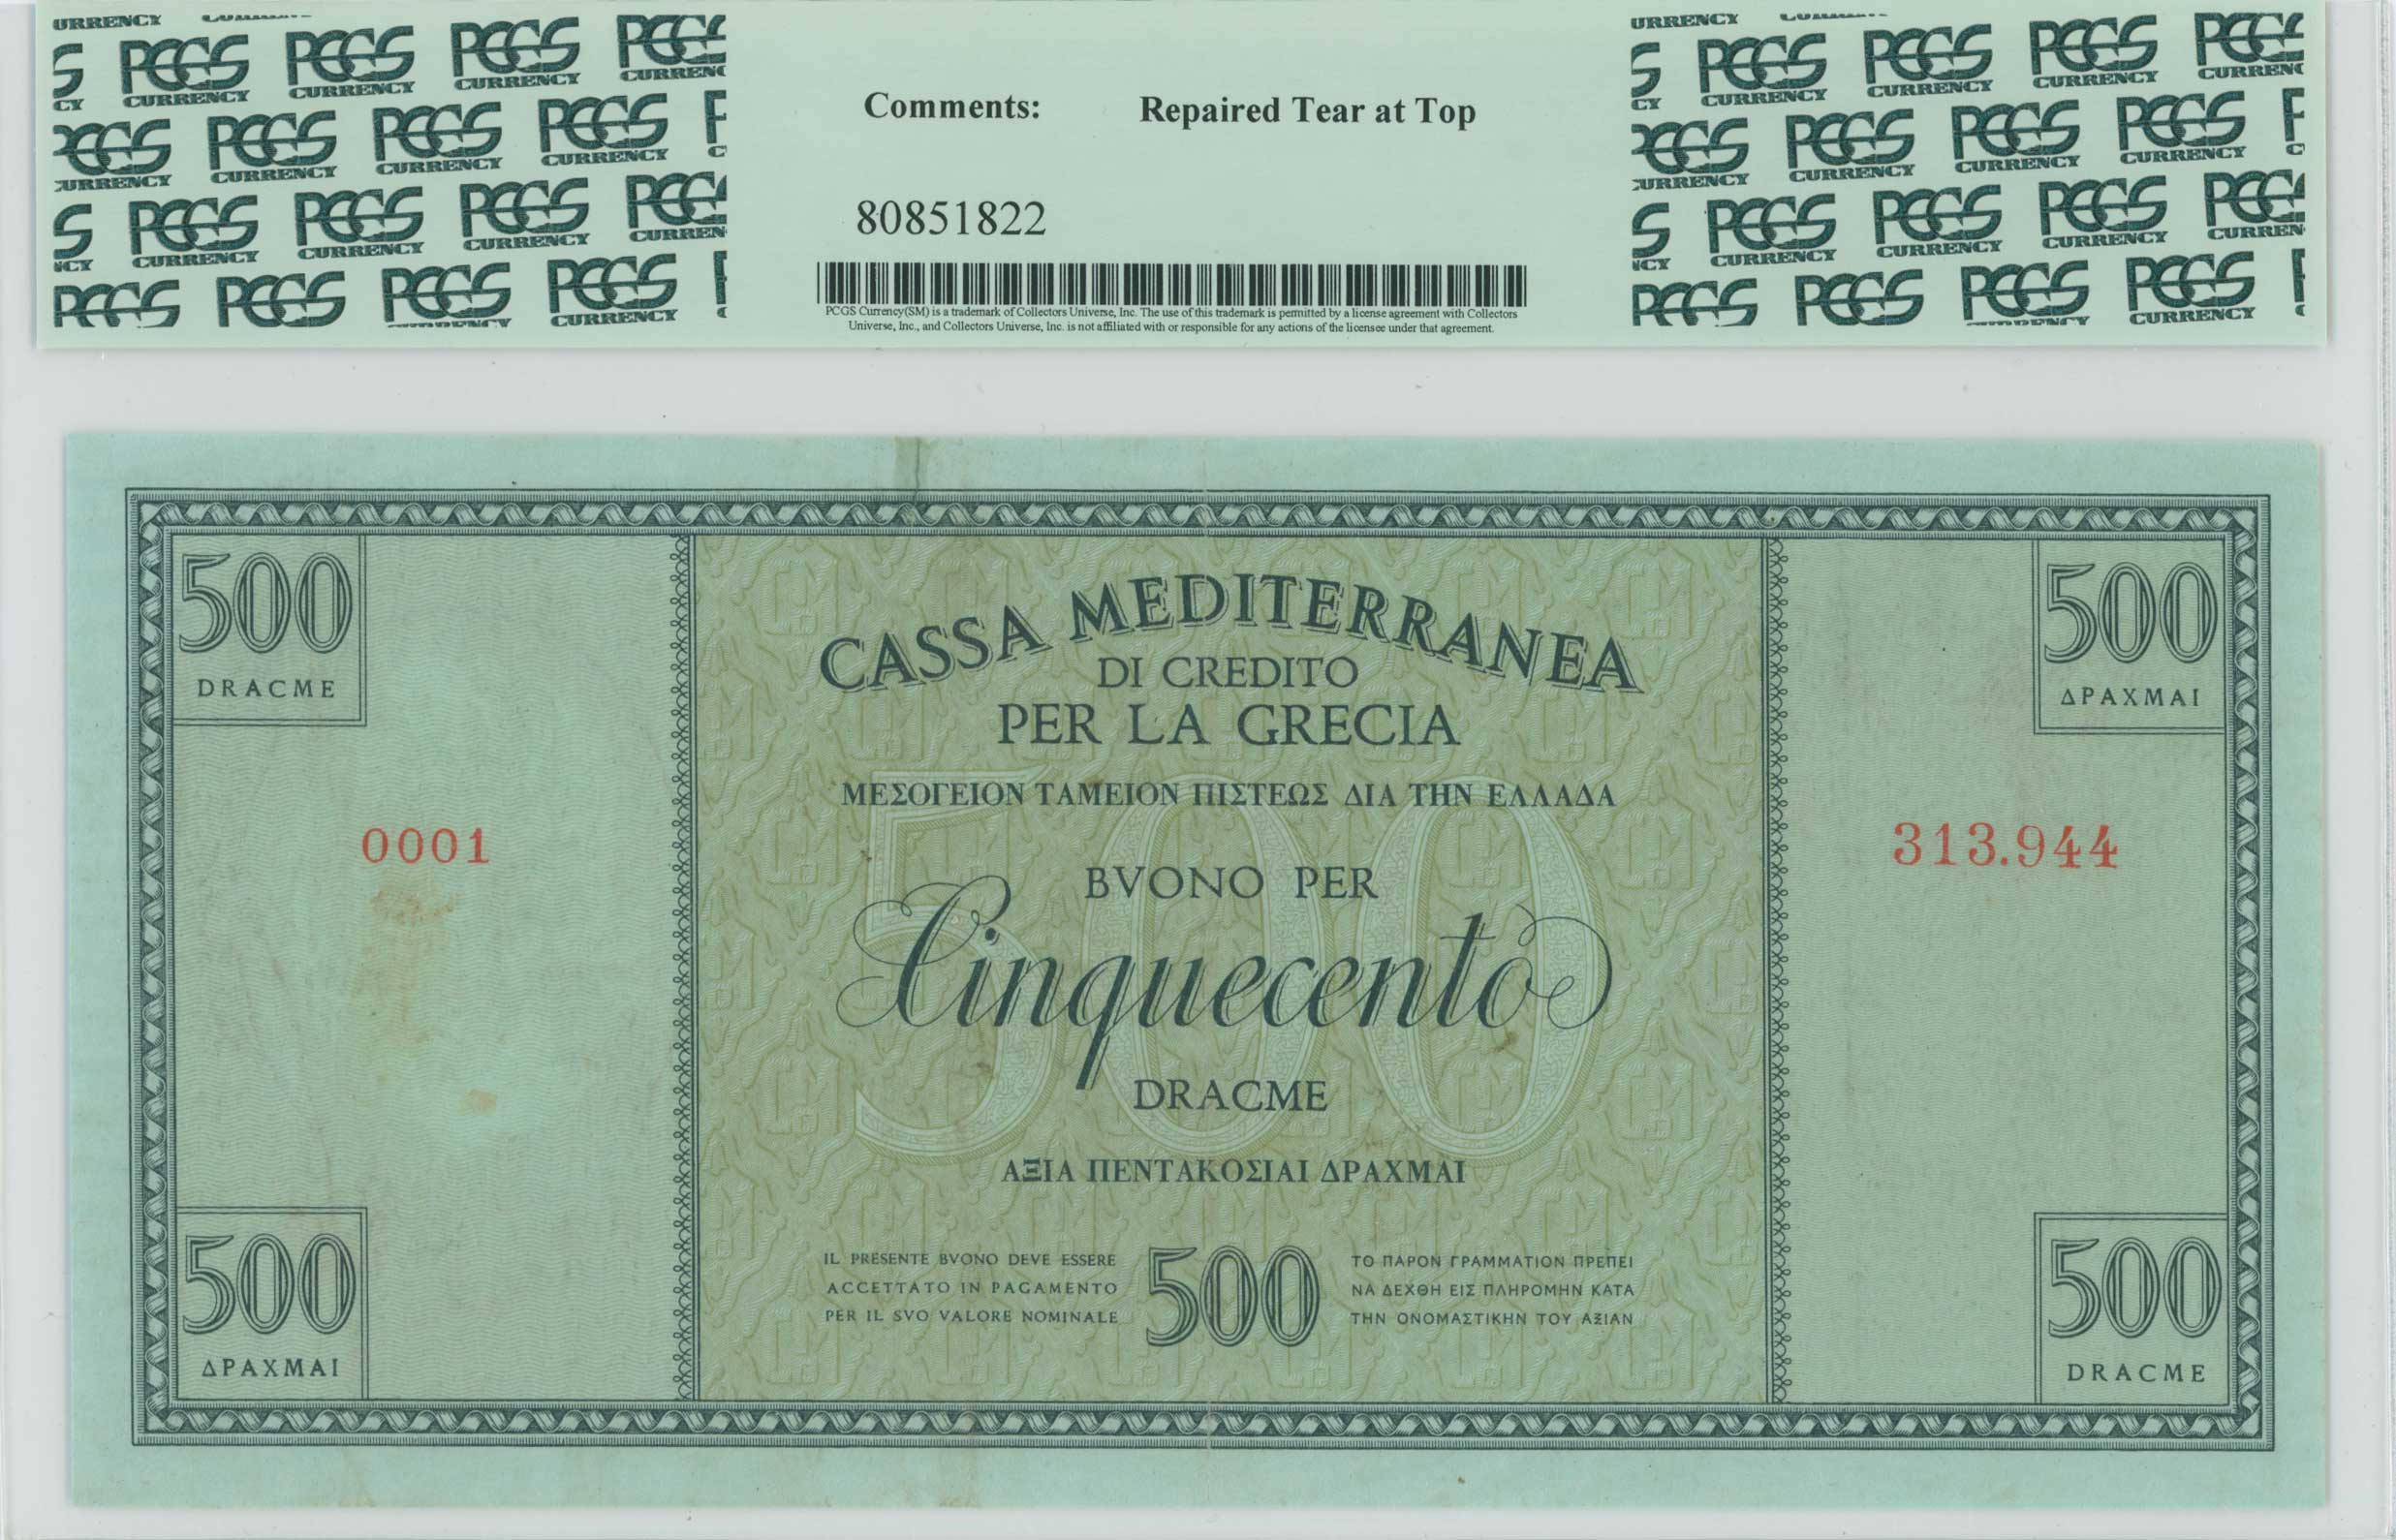 Comments: Repaired Tear at Top
80851822
PCGS Currency(SM) is a trademark of Collectors Universe, Inc. The use of this trademark is permitted by a license agreement with Collectors
Universe, Inc., and Collectors Universe, Inc. is not affiliated with or responsible for any actions of the licensee under that agreement.
PCGS
CURRENCY
500
DRACME
500
ΔΡΑΧΜΑΙ
CASSA MEDITERRANEA
DI CREDITO
PER LA GRECIA
ΜΕΣΟΓΕΙΟΝ ΤΑΜΕΙΟΝ ΠΙΣΤΕΩΣ ΔΙΑ ΤΗΝ ΕΛΛΑΔΑ
0001
313.944
BVONO PER
Cinquecento
500
DRACME
ΑΞΙΑ ΠΕΝΤΑΚΟΣΙΑΙ ΔΡΑΧΜΑΙ
500
ΔΡΑΧΜΑΙ
IL PRESENTE BVONO DEVE ESSERE
ACCETTATO IN PAGAMENTO
PER IL SVO VALORE NOMINALE
500
ΤΟ ΠΑΡΟΝ ΓΡΑΜΜΑΤΙΟΝ ΠΡΕΠΕΙ
ΝΑ ΔΕΧΘΗ ΕΙΣ ΠΛΗΡΟΜΗΝ ΚΑΤΑ
ΤΗΝ ΟΝΟΜΑΣΤΙΚΗΝ ΤΟΥ ΑΞΙΑΝ
500
DRACME